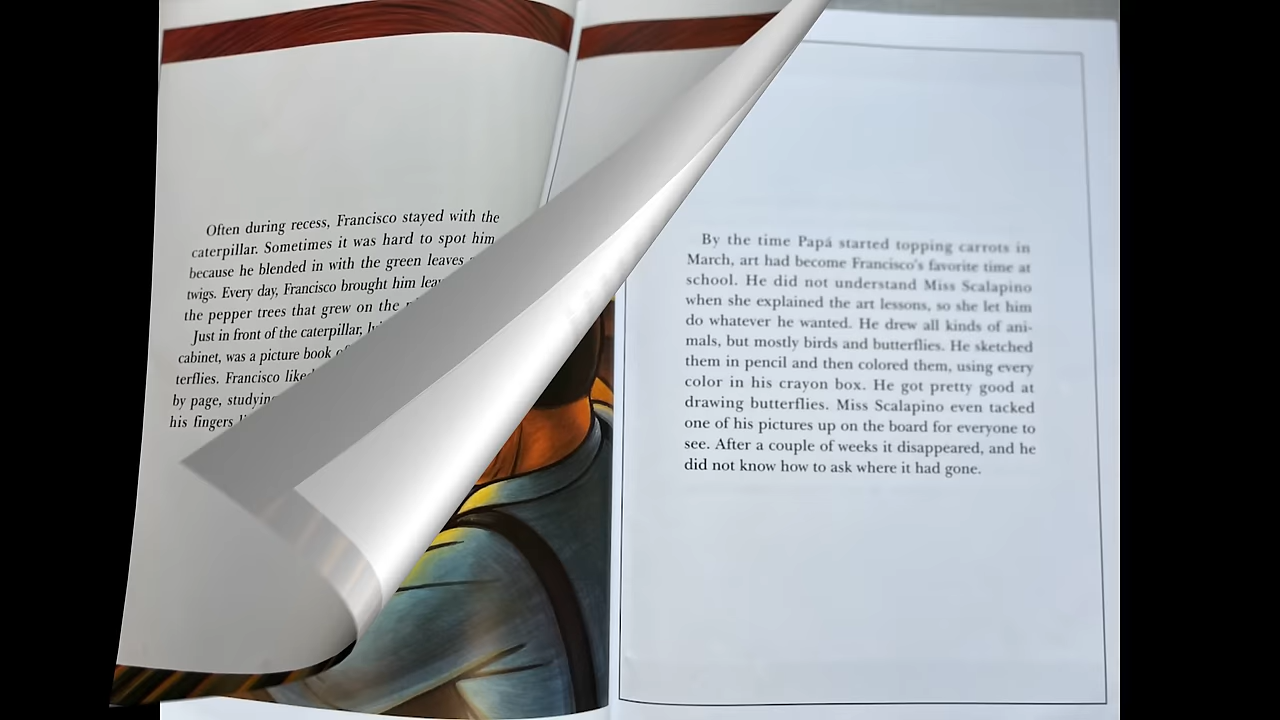 Often during recess, Francisco stayed with the
caterpillar. Sometimes it was hard to spot him
because he blended in with the green leaves
twigs. Every day, Francisco brought him
the pepper trees that grew on the
Just in front of the caterpillar,
cabinet, was a picture book
terflies. Francisco
by page,
his fingers
By the time Papá started topping carrots in
March, art had become Francisco's favorite time at
school. He did not understand Miss Scalapino
when she explained the art lessons, so she let him
do whatever he wanted. He drew all kinds of ani-
mals, but mostly birds and butterflies. He sketched
them in pencil and then colored them, using every
color in his crayon box. He got pretty good at
drawing butterflies. Miss Scalapino even tacked
one of his pictures up on the board for everyone to
see. After a couple of weeks it disappeared, and he
did not know how to ask where it had gone.